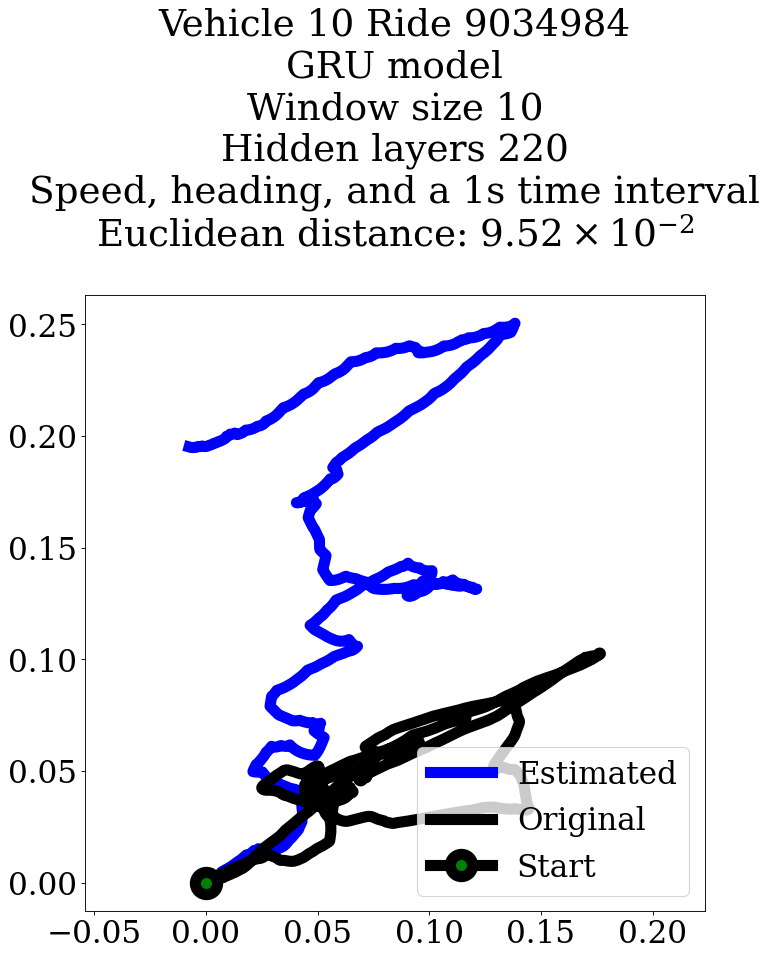 Vehicle 10 Ride 9034984
GRU model
Window size 10
Hidden layers 220
Speed, heading, and a 1s time interval
Euclidean distance: 9.52 × 10⁻²
0.25
0.20
0.15
0.10
0.05
0.00
Estimated
Original
Start
−0.05 0.00 0.05 0.10 0.15 0.20